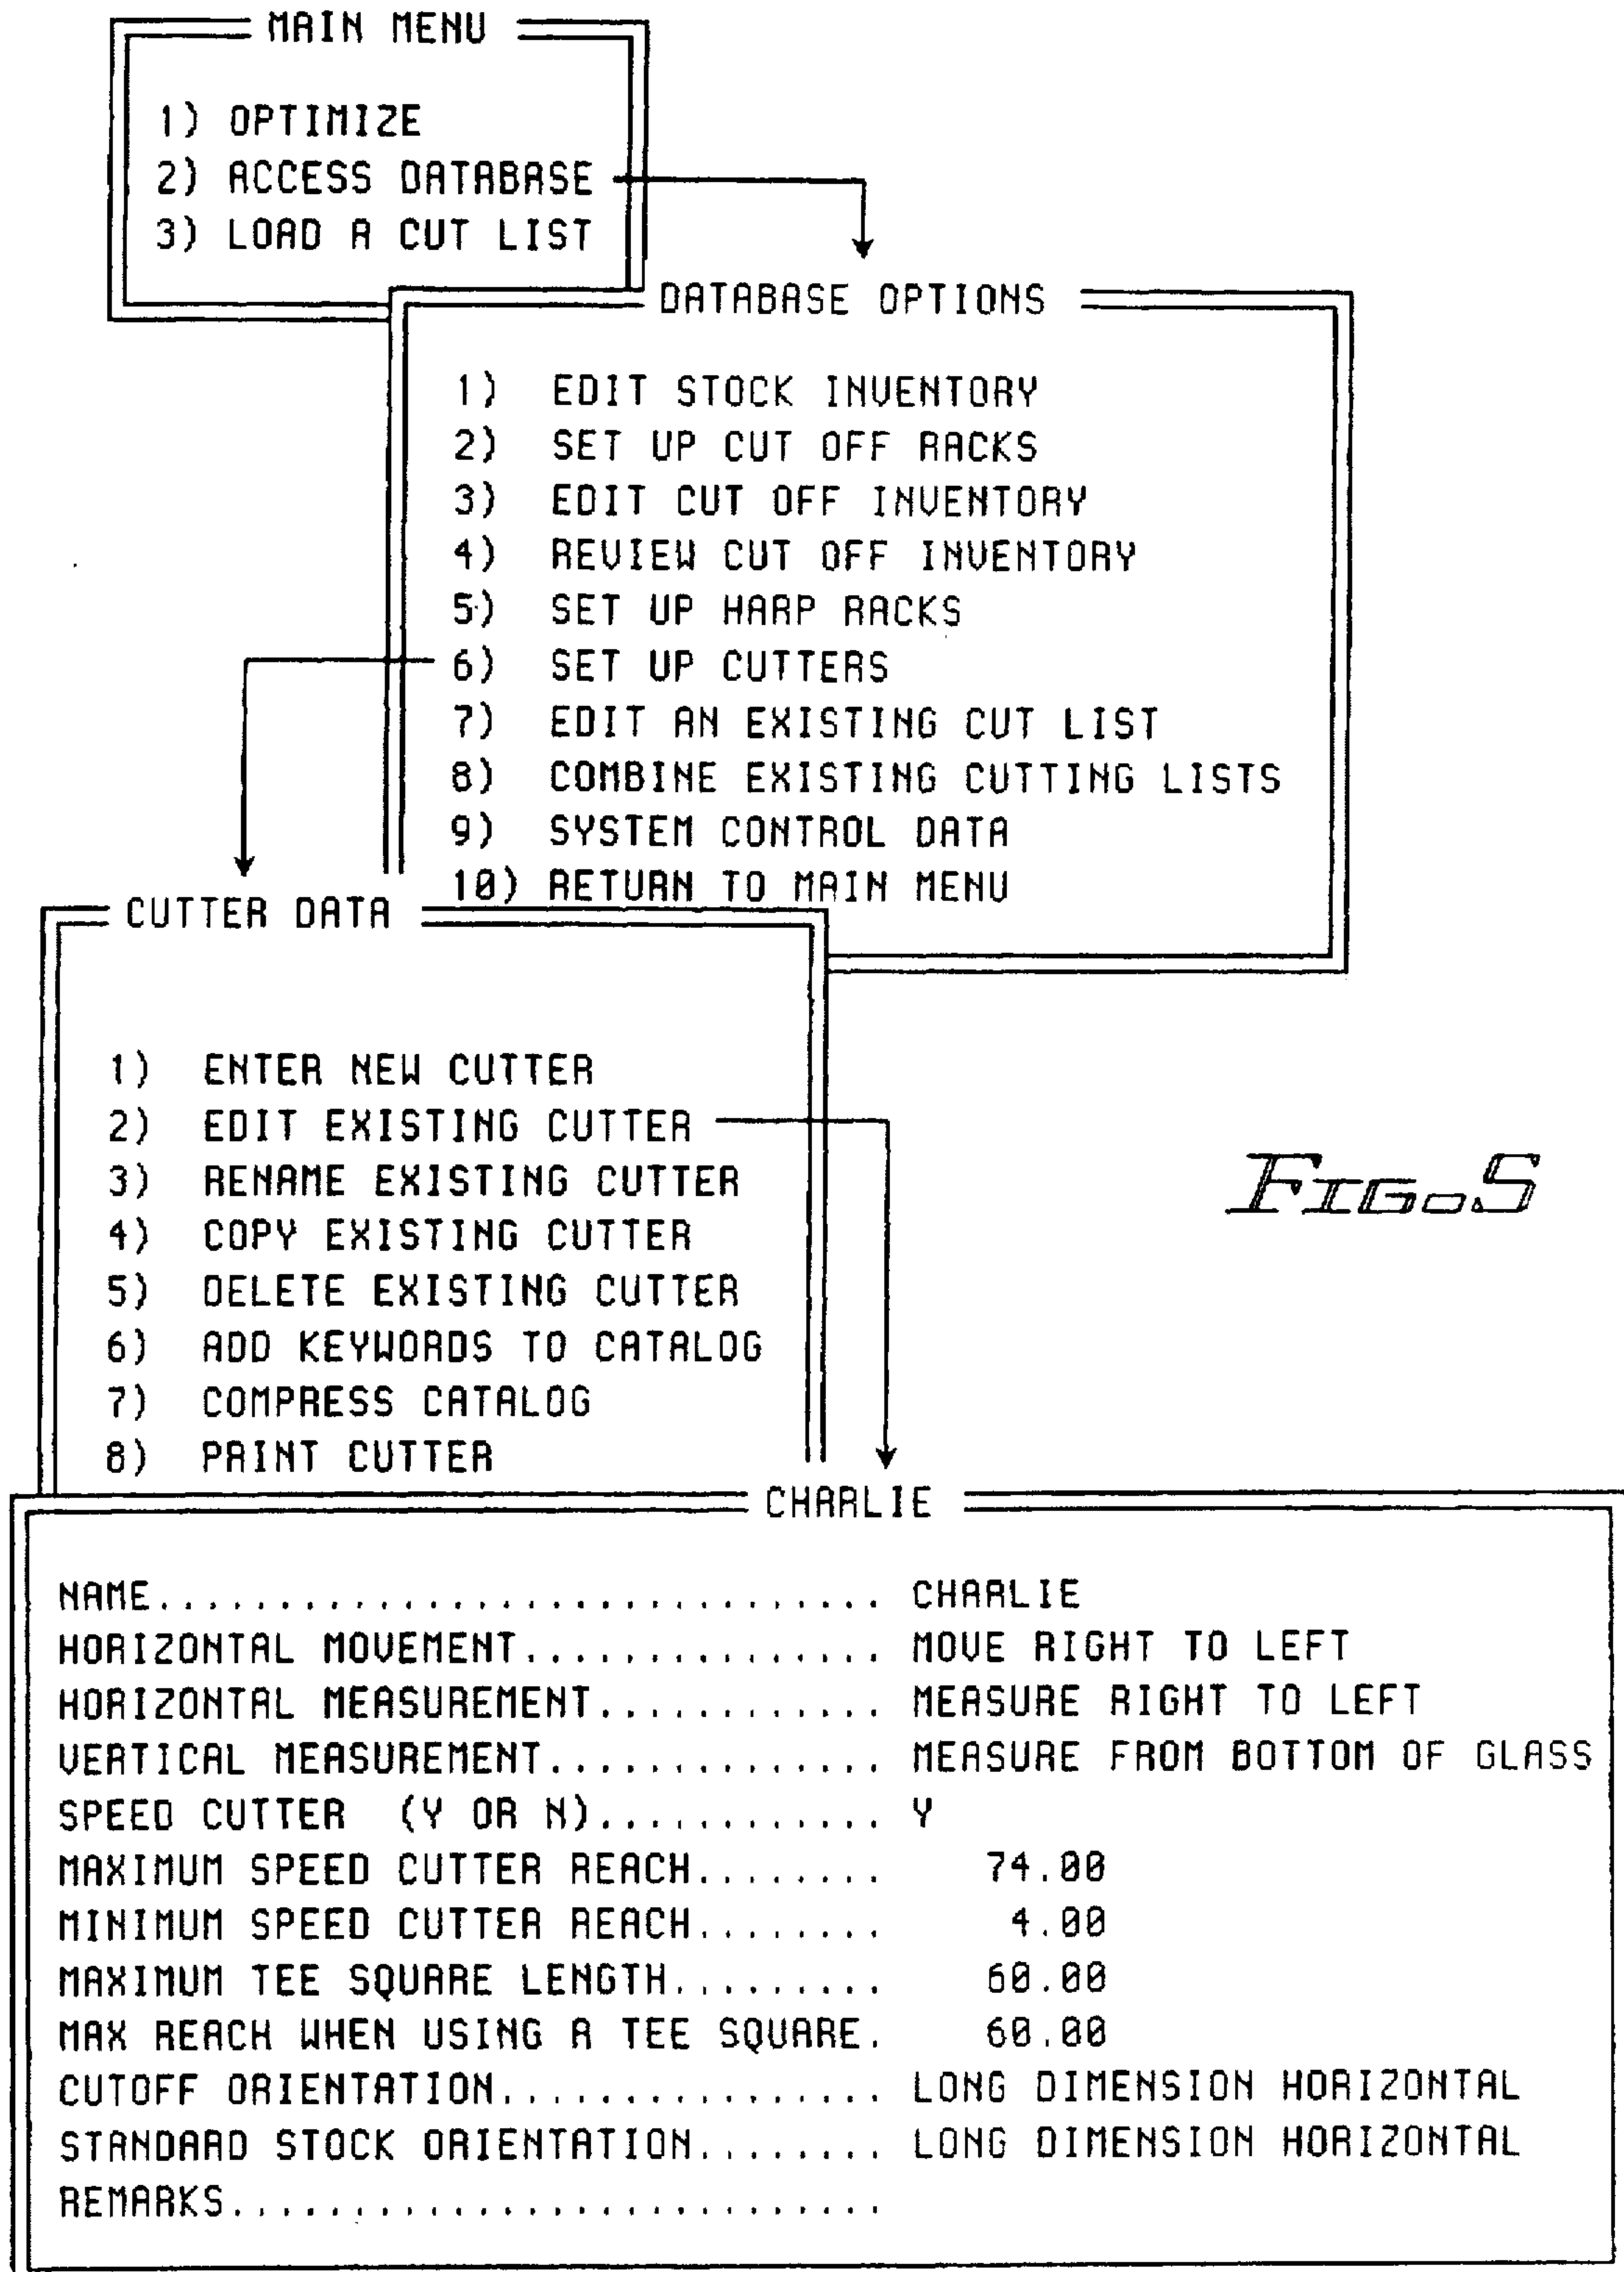 MAIN MENU
1) OPTIMIZE
2) ACCESS DATABASE
3) LOAD A CUT LIST
DATABASE OPTIONS
1) EDIT STOCK INVENTORY
2) SET UP CUT OFF RACKS
3) EDIT CUT OFF INVENTORY
4) REVIEW CUT OFF INVENTORY
5) SET UP HARP RACKS
6) SET UP CUTTERS
7) EDIT AN EXISTING CUT LIST
8) COMBINE EXISTING CUTTING LISTS
9) SYSTEM CONTROL DATA
10) RETURN TO MAIN MENU
CUTTER DATA
1) ENTER NEW CUTTER
2) EDIT EXISTING CUTTER
3) RENAME EXISTING CUTTER
4) COPY EXISTING CUTTER
5) DELETE EXISTING CUTTER
6) ADD KEYWORDS TO CATALOG
7) COMPRESS CATALOG
8) PRINT CUTTER
FIG. 5
CHARLIE
NAME.............................. CHARLIE
HORIZONTAL MOVEMENT............... MOVE RIGHT TO LEFT
HORIZONTAL MEASUREMENT............ MEASURE RIGHT TO LEFT
VERTICAL MEASUREMENT.............. MEASURE FROM BOTTOM OF GLASS
SPEED CUTTER (Y OR N)............ Y
MAXIMUM SPEED CUTTER REACH........ 74.00
MINIMUM SPEED CUTTER REACH........ 4.00
MAXIMUM TEE SQUARE LENGTH......... 60.00
MAX REACH WHEN USING A TEE SQUARE. 60.00
CUTOFF ORIENTATION................ LONG DIMENSION HORIZONTAL
STANDARD STOCK ORIENTATION........ LONG DIMENSION HORIZONTAL
REMARKS...........................